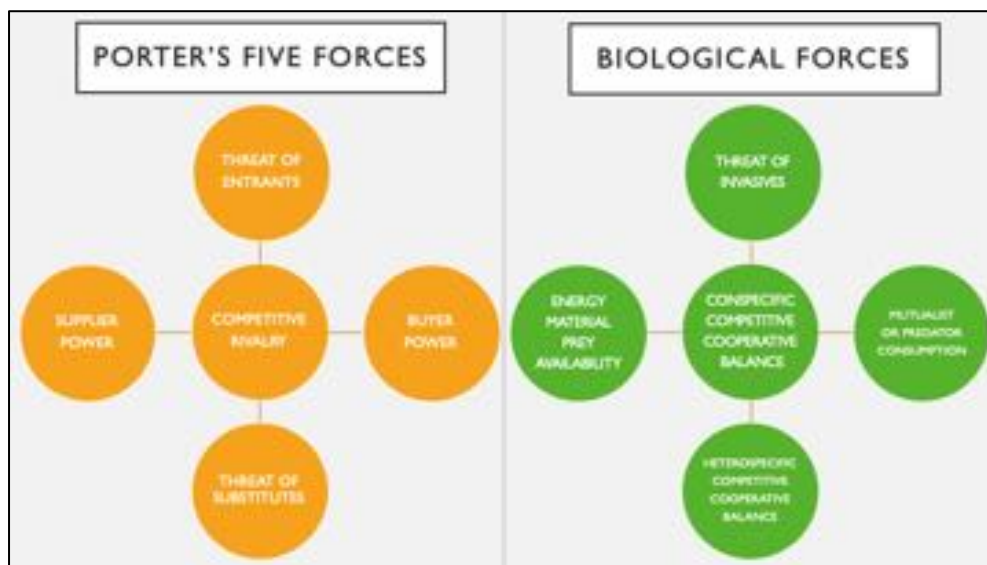 PORTER'S FIVE FORCES
THREAT OF
ENTRANTS
SUPPLIER
POWER
COMPETITIVE
RIVALRY
BUYER
POWER
THREAT OF
SUBSTITUTES
BIOLOGICAL FORCES
THREAT OF
INVASIVES
ENERGY
MATERIAL
PREY
AVAILABILITY
CONSPECIFIC
COMPETITIVE
COOPERATIVE
BALANCE
MUTUALIST
OR PREDATOR
CONSUMPTION
HETEROSPECIFIC
COMPETITIVE
COOPERATIVE
BALANCE